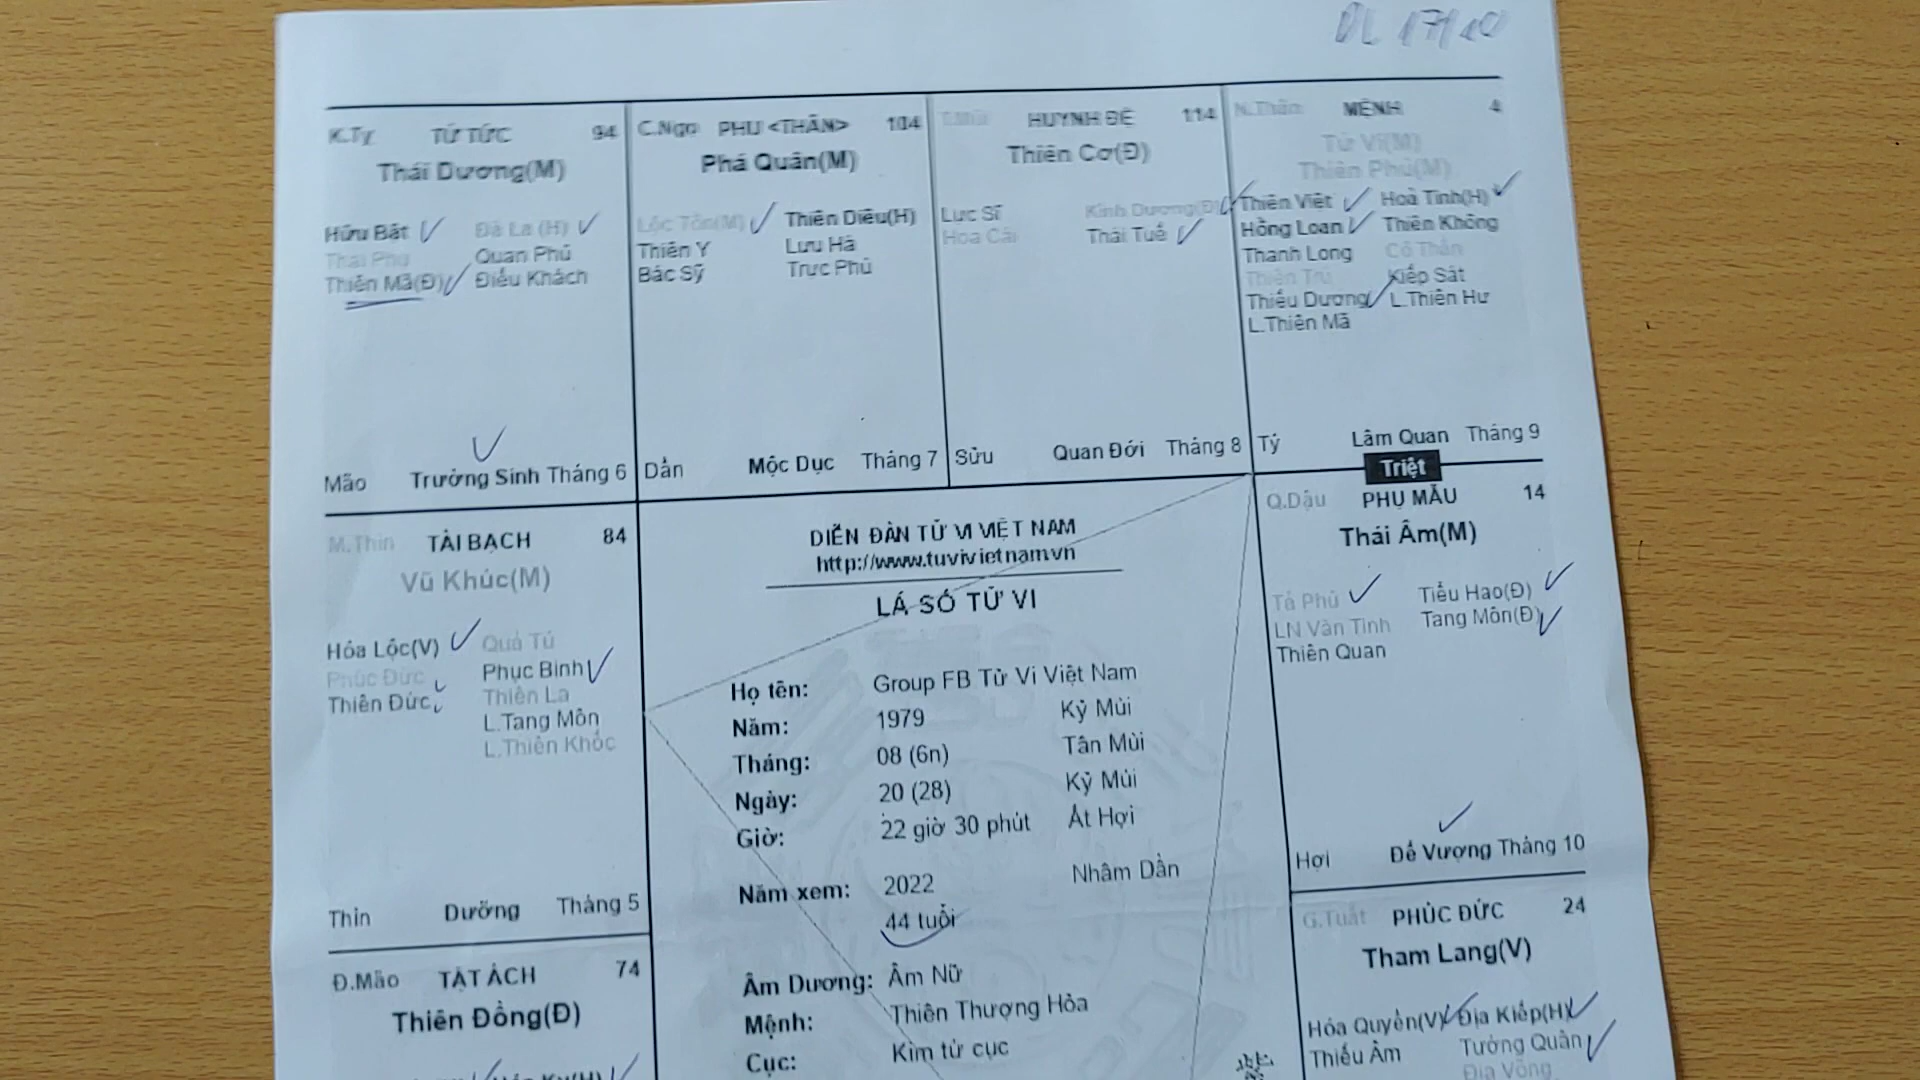 ĐL 17/10
K.Tỵ TỬ TỨC 94
Thái Dương(M)
Hữu Bật Đà La (H)
Thai Phụ Quan Phủ
Thiên Mã(Đ) Điếu Khách
Mão Trường Sinh Tháng 6
C.Ngọ PHU <THÂN> 104
Phá Quân(M)
Lộc Tồn(M) Thiên Diêu(H)
Thiên Y Lưu Hà
Bác Sỹ Trực Phù
Dần Mộc Dục Tháng 7
T.Mùi HUYNH ĐỆ 114
Thiên Cơ(Đ)
Lực Sĩ Kình Dương(Đ)
Hoa Cái Thái Tuế
Sửu Quan Đới Tháng 8
N.Thân MỆNH 4
Tử Vi(M)
Thiên Phủ(M)
Thiên Việt Hoả Tinh(H)
Hồng Loan Thiên Không
Thanh Long Cô Thần
Thiên Trù Kiếp Sát
Thiếu Dương L.Thiên Hư
L.Thiên Mã
Tý Lâm Quan Tháng 9
Triệt
M.Thìn TÀI BẠCH 84
Vũ Khúc(M)
Hóa Lộc(V) Quả Tú
Phúc Đức Phục Binh
Thiên Đức Thiên La
L.Tang Môn
L.Thiên Khốc
Thìn Dưỡng Tháng 5
DIỄN ĐÀN TỬ VI VIỆT NAM
http://www.tuvivietnam.vn
LÁ SỐ TỬ VI
Họ tên: Group FB Tử Vi Việt Nam
Năm: 1979 Kỷ Mùi
Tháng: 08 (6n) Tân Mùi
Ngày: 20 (28) Kỷ Mùi
Giờ: 22 giờ 30 phút Ất Hợi
Năm xem: 2022 Nhâm Dần
44 tuổi
Âm Dương: Âm Nữ
Mệnh: Thiên Thượng Hỏa
Cục: Kim tứ cục
Q.Dậu PHỤ MẪU 14
Thái Âm(M)
Tả Phù Tiểu Hao(Đ)
LN Văn Tinh Tang Môn(Đ)
Thiên Quan
Hợi Đế Vượng Tháng 10
Đ.Mão TẬT ÁCH 74
Thiên Đồng(Đ)
G.Tuất PHÚC ĐỨC 24
Tham Lang(V)
Hóa Quyền(V) Địa Kiếp(H)
Thiếu Âm Tướng Quân
Địa Võng